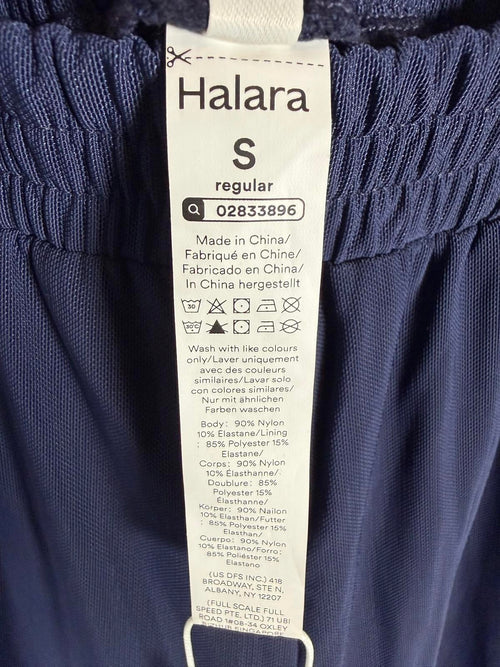 Halara
S
regular
02833896
Made in China/
Fabriqué en Chine/
Fabricado en China/
In China hergestellt
30
30°C
Wash with like colours
only/Laver uniquement
avec des couleurs
similaires/Lavar solo
con colores similares/
Nur mit ähnlichen
Farben waschen
Body: 90% Nylon
10% Elastane/Lining
: 85% Polyester 15%
Elastane/
Corps: 90% Nylon
10% Élasthanne/
Doublure: 85%
Polyester 15%
Élasthanne/
Körper: 90% Nailon
10% Elasthan/Futter
: 85% Polyester 15%
Elasthan/
Cuerpo: 90% Nylon
10% Elastano/Forro:
85% Poliéster 15%
Elastano
(US DFS INC.) 418
BROADWAY, STE N,
ALBANY, NY 12207
(FULL SCALE FULL
SPEED PTE. LTD.) 71 UBI
ROAD 1#08-34 OXLEY